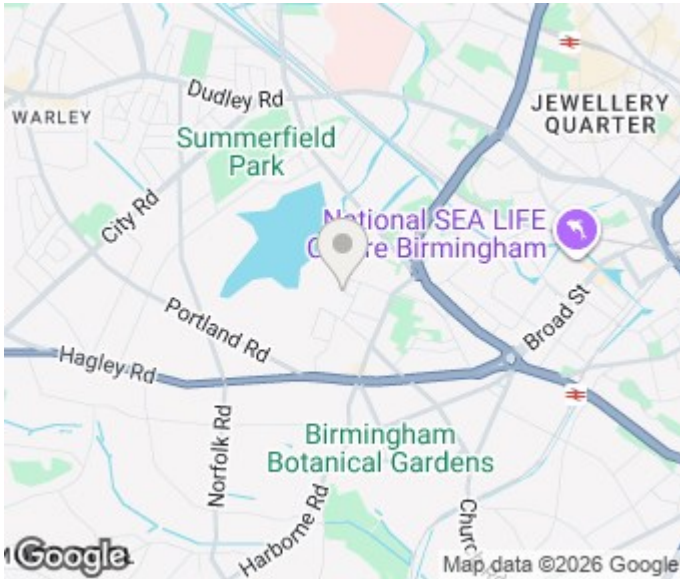 Dudley Rd
WARLEY
JEWELLERY
QUARTER
Summerfield
Park
City Rd
National SEA LIFE
Centre Birmingham
Portland Rd
Broad St
Hagley Rd
Norfolk Rd
Birmingham
Botanical Gardens
Harborne Rd
Google
Map data ©2026 Google